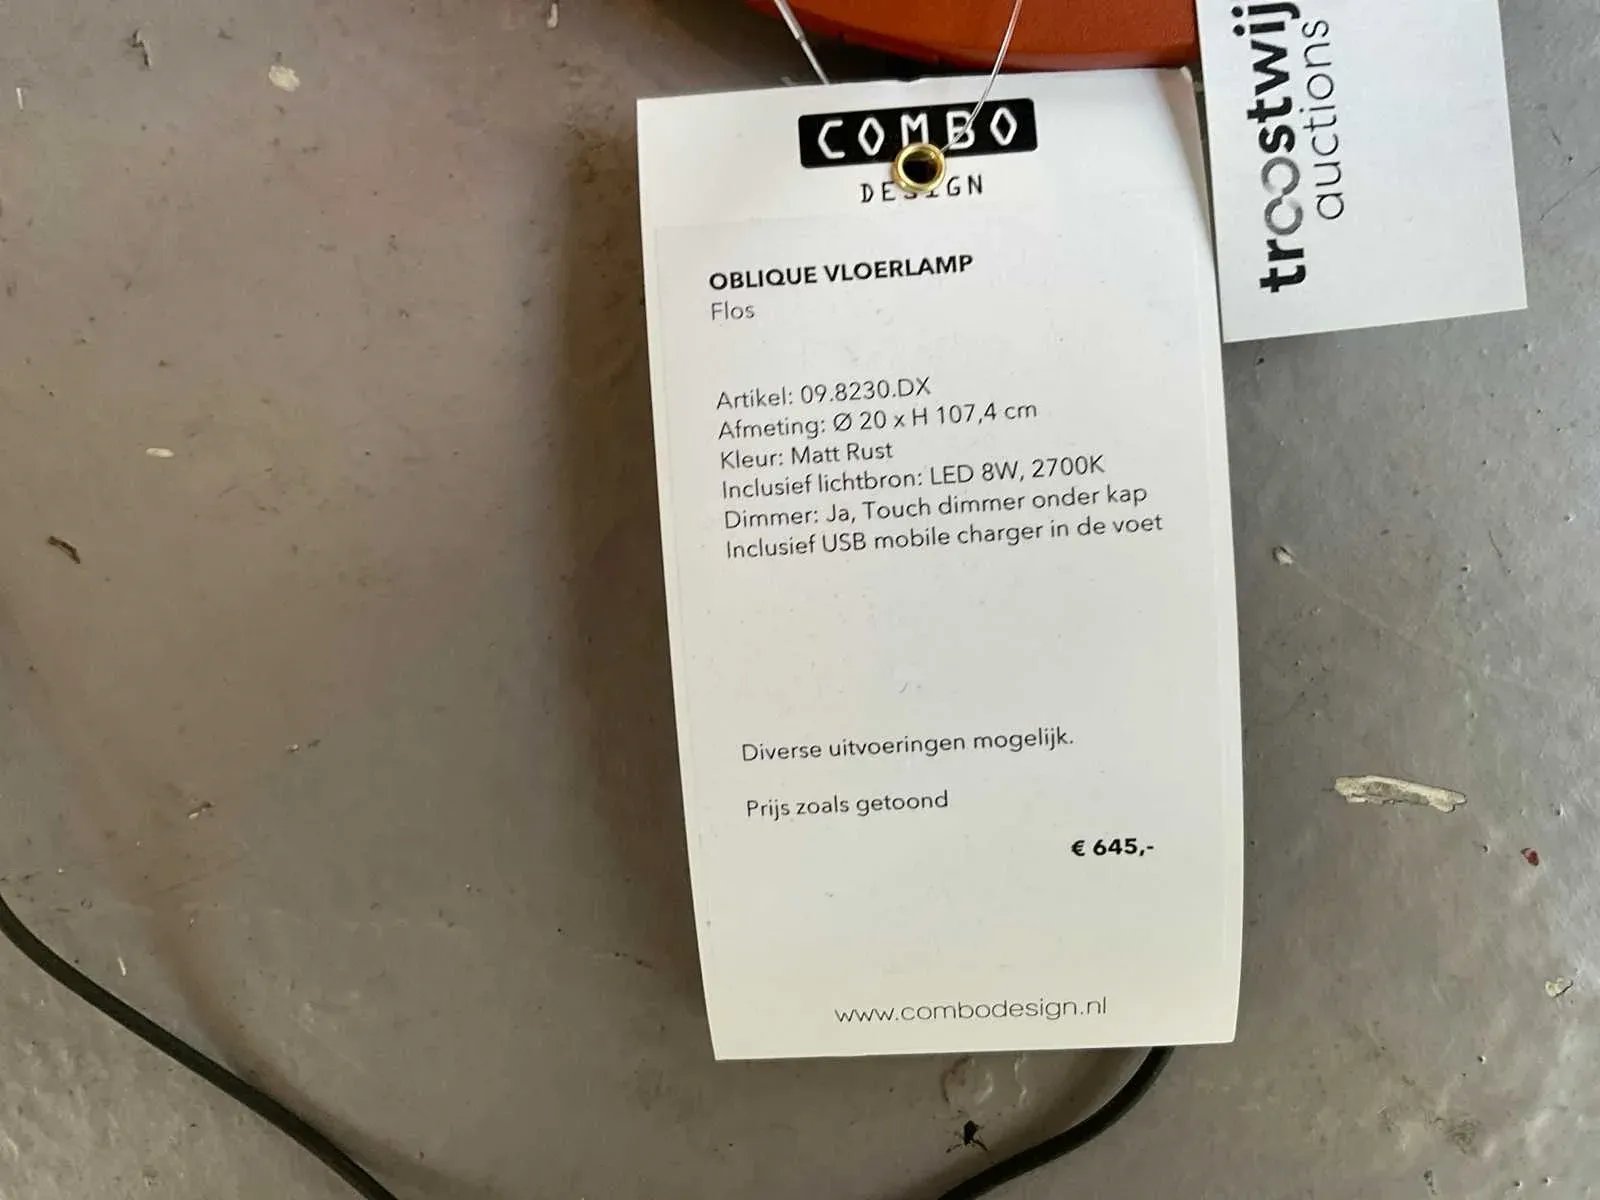 COMBO
DESIGN
OBLIQUE VLOERLAMP
Flos
Artikel: 09.8230.DX
Afmeting: Ø 20 x H 107,4 cm
Kleur: Matt Rust
Inclusief lichtbron: LED 8W, 2700K
Dimmer: Ja, Touch dimmer onder kap
Inclusief USB mobile charger in de voet
Diverse uitvoeringen mogelijk.
Prijs zoals getoond
€ 645,-
www.combodesign.nl
troostwij
auctions